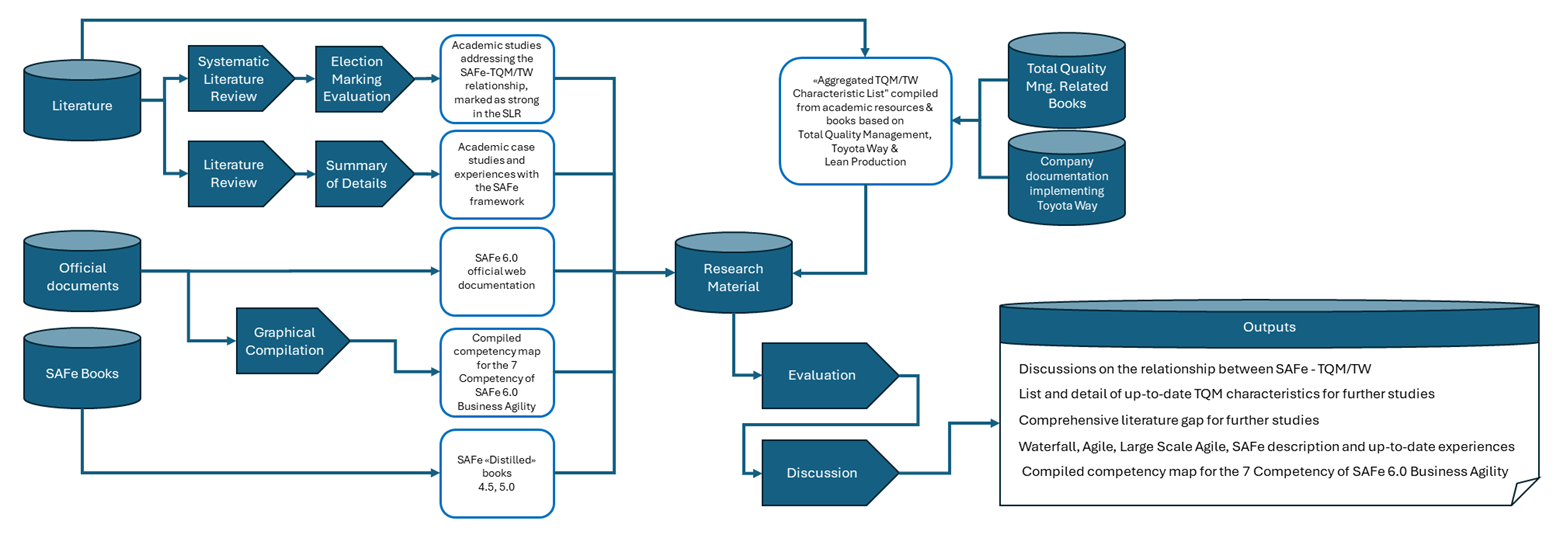 Literature
Systematic
Literature
Review
Election
Marking
Evaluation
Academic studies
addressing the
SAFe-TQM/TW
relationship,
marked as strong
in the SLR
Literature
Review
Summary
of Details
Academic case
studies and
experiences with
the SAFe
framework
Official
documents
SAFe 6.0
official web
documentation
Graphical
Compilation
Compiled
competency map
for the 7
Competency of
SAFe 6.0
Business Agility
SAFe Books
SAFe «Distilled»
books
4.5, 5.0
«Aggregated TQM/TW
Characteristic List" compiled
from academic resources &
books based on
Total Quality Management,
Toyota Way &
Lean Production
Total Quality
Mng. Related
Books
Company
documentation
implementing
Toyota Way
Research
Material
Evaluation
Discussion
Outputs
Discussions on the relationship between SAFe - TQM/TW
List and detail of up-to-date TQM characteristics for further studies
Comprehensive literature gap for further studies
Waterfall, Agile, Large Scale Agile, SAFe description and up-to-date experiences
Compiled competency map for the 7 Competency of SAFe 6.0 Business Agility